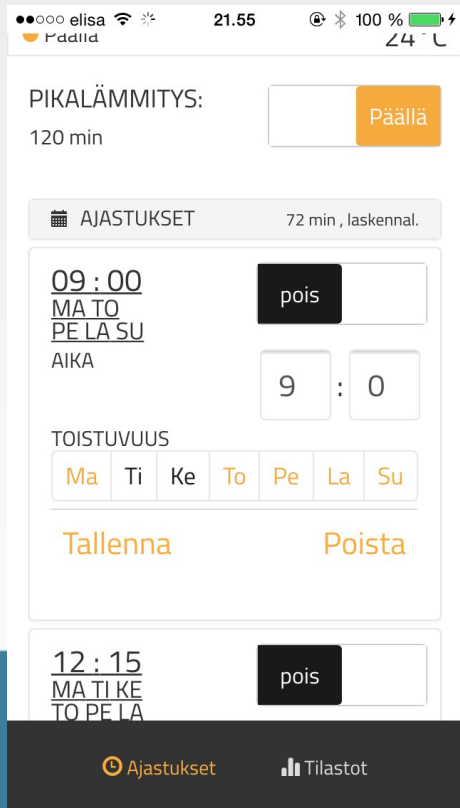 elisa 21.55 100 %
Päällä 24°C
PIKALÄMMITYS:
120 min
Päällä
AJASTUKSET 72 min , laskennal.
09 : 00
MA TO
PE LA SU
pois
AIKA
9 : 0
TOISTUVUUS
Ma Ti Ke To Pe La Su
Tallenna Poista
12 : 15
MA TI KE
TO PE LA
pois
Ajastukset Tilastot